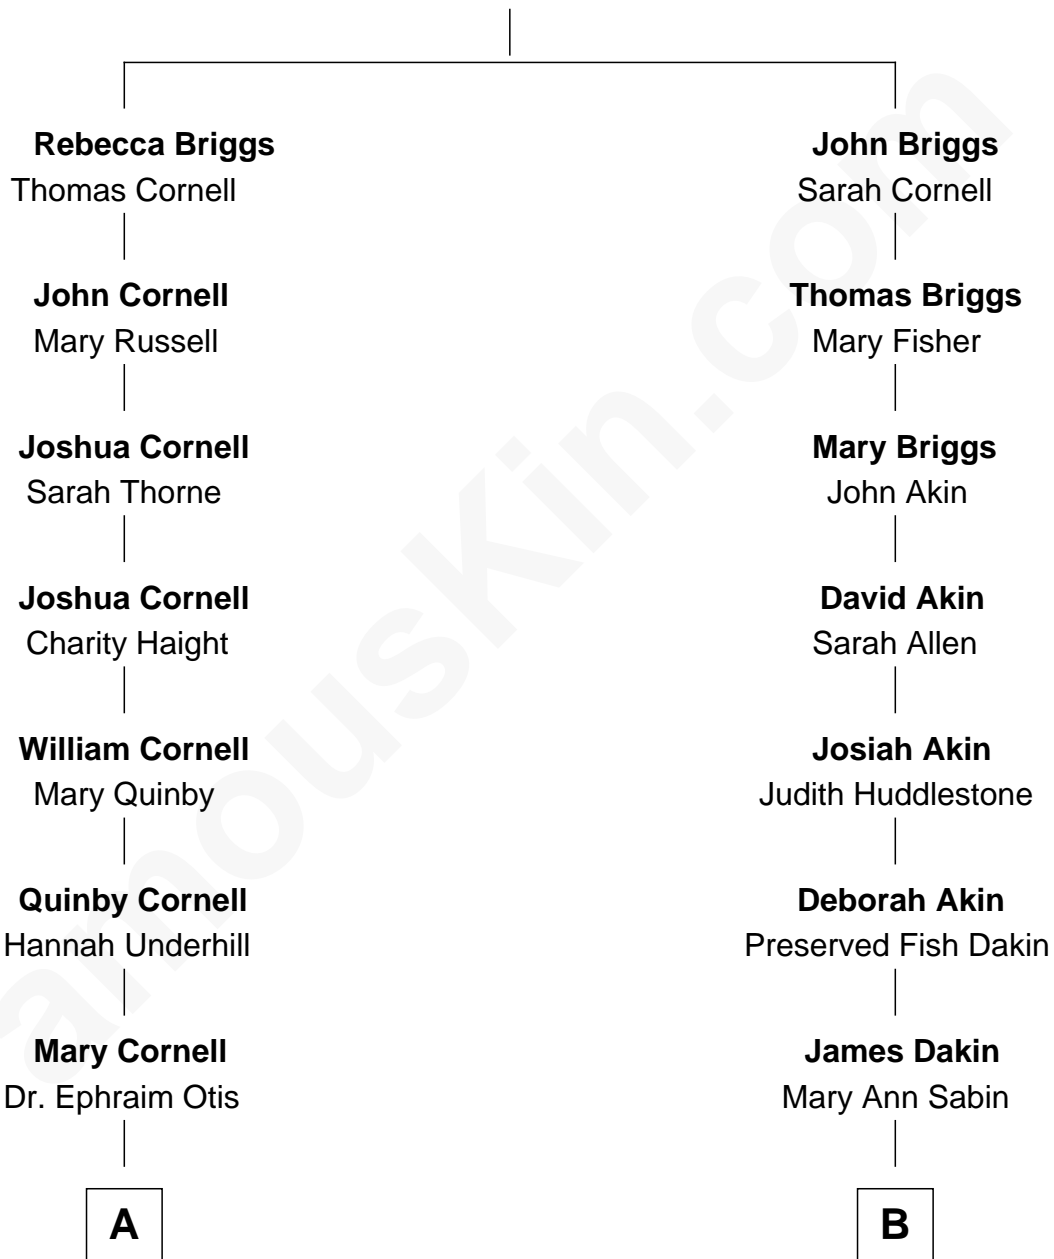 Rebecca Briggs
Thomas Cornell
John Cornell
Mary Russell
Joshua Cornell
Sarah Thorne
Joshua Cornell
Charity Haight
William Cornell
Mary Quinby
Quinby Cornell
Hannah Underhill
Mary Cornell
Dr. Ephraim Otis
A
John Briggs
Sarah Cornell
Thomas Briggs
Mary Fisher
Mary Briggs
John Akin
David Akin
Sarah Allen
Josiah Akin
Judith Huddlestone
Deborah Akin
Preserved Fish Dakin
James Dakin
Mary Ann Sabin
B
amouskin.com